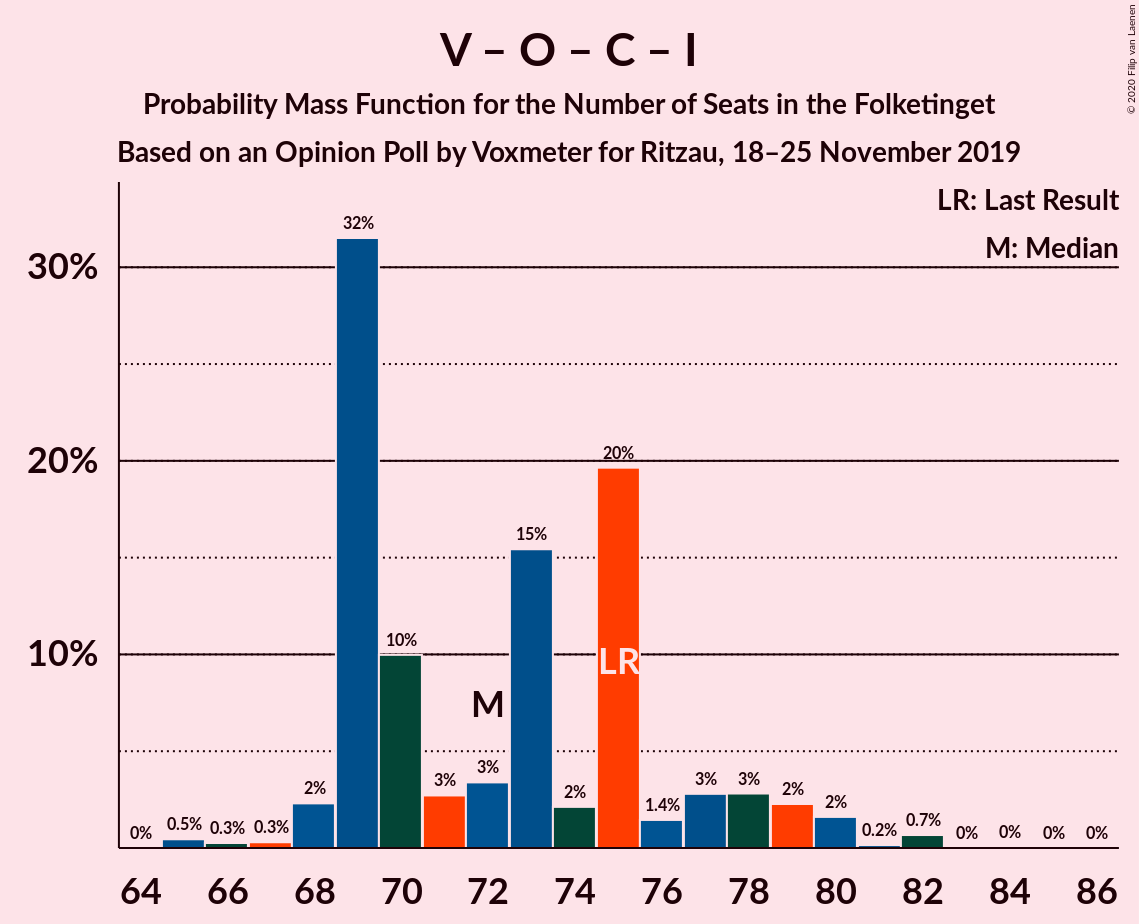 V – O – C – I
Probability Mass Function for the Number of Seats in the Folketinget
Based on an Opinion Poll by Voxmeter for Ritzau, 18–25 November 2019
© 2020 Filip van Laenen
LR: Last Result
M: Median
30%
20%
10%
0%
0.5%
0.3%
0.3%
2%
32%
10%
3%
3%
15%
2%
20%
1.4%
3%
3%
2%
2%
0.2%
0.7%
0%
0%
0%
0%
M
LR
64 66 68 70 72 74 76 78 80 82 84 86